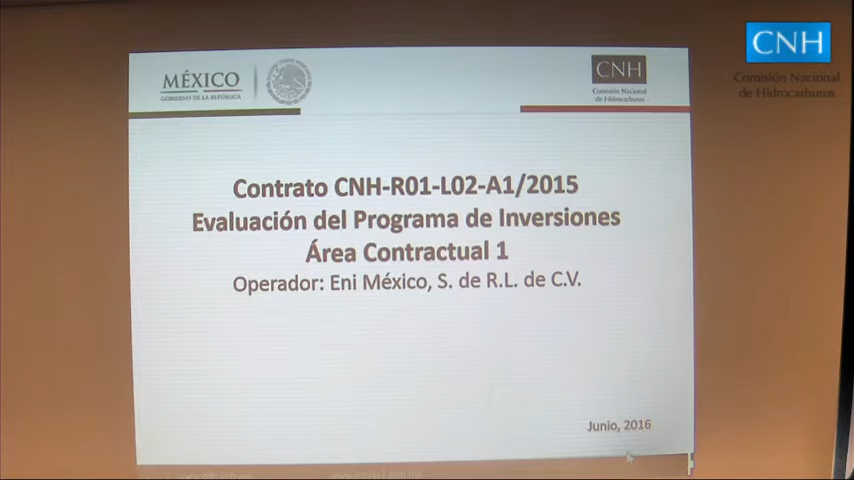 MÉXICO
GOBIERNO DE LA REPÚBLICA
CNH
Comisión Nacional
de Hidrocarburos
CNH
Comisión Nacional
de Hidrocarburos
Contrato CNH-R01-L02-A1/2015
Evaluación del Programa de Inversiones
Área Contractual 1
Operador: Eni México, S. de R.L. de C.V.
Junio, 2016